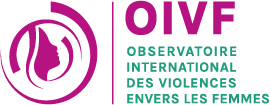 OIVF
OBSERVATOIRE
INTERNATIONAL
DES VIOLENCES
ENVERS LES FEMMES